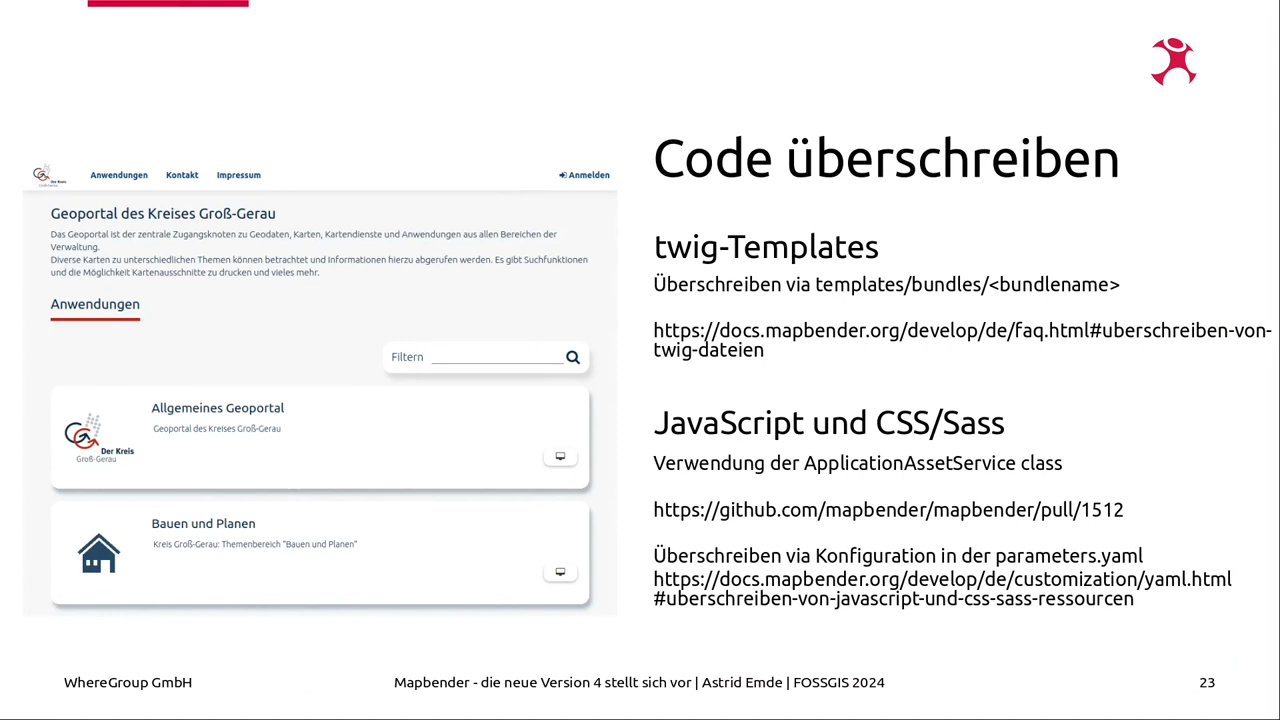 Code überschreiben
Anwendungen Kontakt Impressum Anmelden
Der Kreis
Geoportal des Kreises Groß-Gerau
Das Geoportal ist der zentrale Zugangsknoten zu Geodaten, Karten, Kartendienste und Anwendungen aus allen Bereichen der
Verwaltung.
Diverse Karten zu unterschiedlichen Themen können betrachtet und Informationen hierzu abgerufen werden. Es gibt Suchfunktionen
und die Möglichkeit Kartenausschnitte zu drucken und vieles mehr.
Anwendungen
Filtern
Allgemeines Geoportal
Geoportal des Kreises Groß-Gerau
Der Kreis
Groß-Gerau
Bauen und Planen
Kreis Groß-Gerau: Themenbereich "Bauen und Planen"
twig-Templates
Überschreiben via templates/bundles/<bundlename>
https://docs.mapbender.org/develop/de/faq.html#uberschreiben-von-
twig-dateien
JavaScript und CSS/Sass
Verwendung der ApplicationAssetService class
https://github.com/mapbender/mapbender/pull/1512
Überschreiben via Konfiguration in der parameters.yaml
https://docs.mapbender.org/develop/de/customization/yaml.html
#uberschreiben-von-javascript-und-css-sass-ressourcen
WhereGroup GmbH
Mapbender - die neue Version 4 stellt sich vor | Astrid Emde | FOSSGIS 2024
23